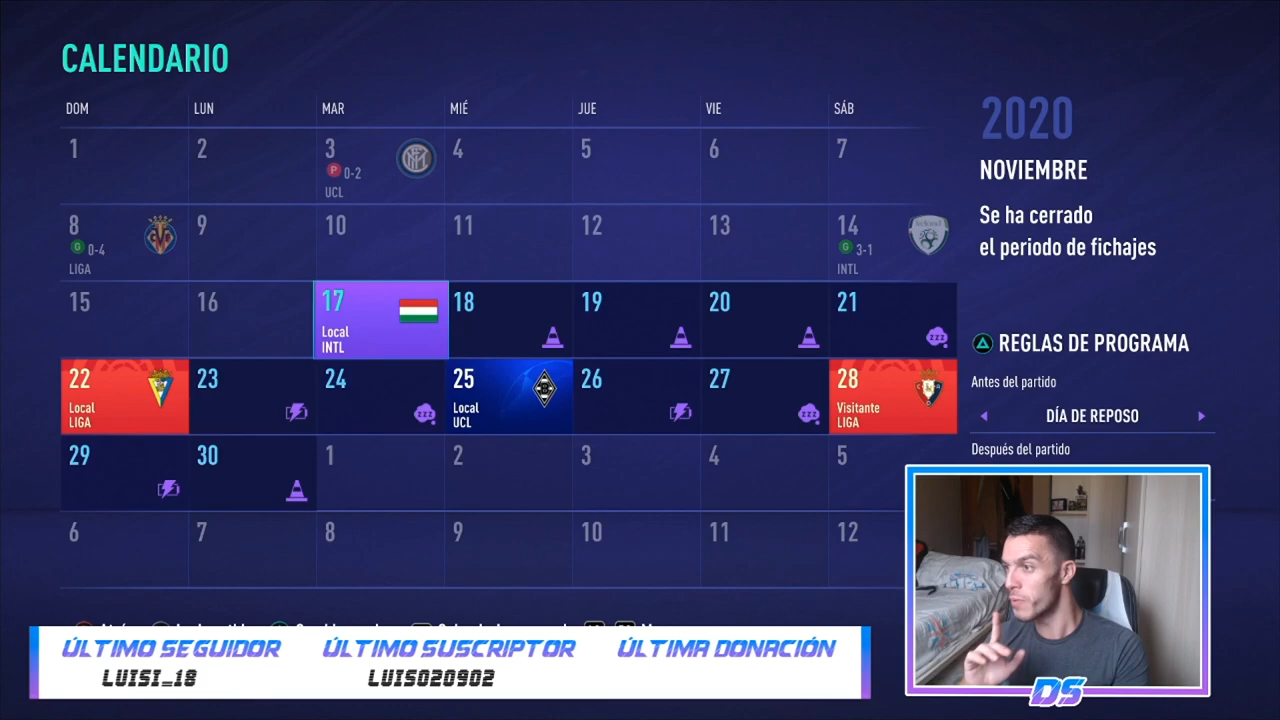 CALENDARIO
DOM LUN MAR MIÉ JUE VIE SÁB
2020
NOVIEMBRE
Se ha cerrado
el periodo de fichajes
1 2 3 4 5 6 7
P 0-2
UCL
8 9 10 11 12 13 14
G 0-4
LIGA
G 3-1
INTL
15 16 17 18 19 20 21
Local
INTL
zzz
REGLAS DE PROGRAMA
Antes del partido
DÍA DE REPOSO
Después del partido
22 23 24 25 26 27 28
Local
LIGA
zzz
Local
UCL
zzz
Visitante
LIGA
29 30 1 2 3 4 5
6 7 8 9 10 11 12
ÚLTIMO SEGUIDOR
LUISI_18
ÚLTIMO SUSCRIPTOR
LUISO20902
ÚLTIMA DONACIÓN
DS